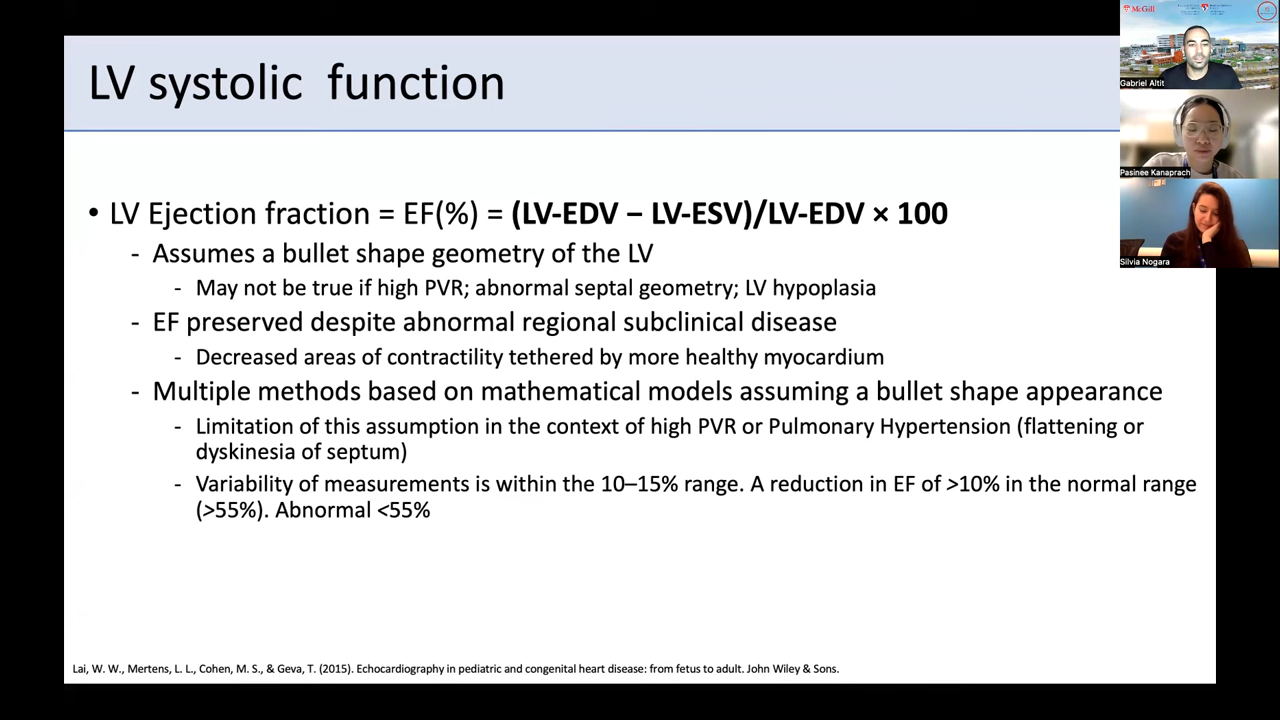 LV systolic function
• LV Ejection fraction = EF(%) = (LV-EDV − LV-ESV)/LV-EDV × 100
- Assumes a bullet shape geometry of the LV
- May not be true if high PVR; abnormal septal geometry; LV hypoplasia
- EF preserved despite abnormal regional subclinical disease
- Decreased areas of contractility tethered by more healthy myocardium
- Multiple methods based on mathematical models assuming a bullet shape appearance
- Limitation of this assumption in the context of high PVR or Pulmonary Hypertension (flattening or
dyskinesia of septum)
- Variability of measurements is within the 10–15% range. A reduction in EF of >10% in the normal range
(>55%). Abnormal <55%
Lai, W. W., Mertens, L. L., Cohen, M. S., & Geva, T. (2015). Echocardiography in pediatric and congenital heart disease: from fetus to adult. John Wiley & Sons.
McGill
Gabriel Altit
Pasinee Kanaprach
Silvia Nogara